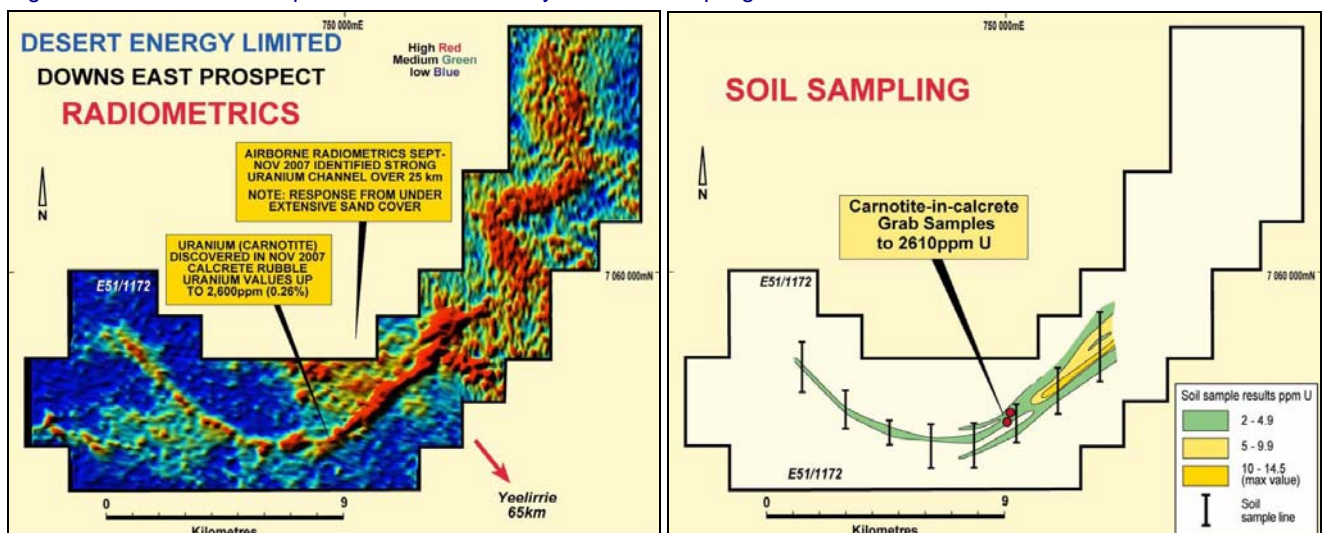 750 000mE
DESERT ENERGY LIMITED
DOWNS EAST PROSPECT
RADIOMETRICS
High Red
Medium Green
low Blue
AIRBORNE RADIOMETRICS SEPT-
NOV 2007 IDENTIFIED STRONG
URANIUM CHANNEL OVER 25 km
NOTE: RESPONSE FROM UNDER
EXTENSIVE SAND COVER
N
URANIUM (CARNOTITE)
DISCOVERED IN NOV 2007
CALCRETE RUBBLE
URANIUM VALUES UP
TO 2,600ppm (0.26%)
E51/1172
7 060 000mN
Yeelirrie
65km
0 9
Kilometres
750 000mE
SOIL SAMPLING
N
Carnotite-in-calcrete
Grab Samples
to 2610ppm U
7 060 000mN
E51/1172
E51/1172
0 9
Kilometres
Soil sample results ppm U
2 - 4.9
5 - 9.9
10 - 14.5
(max value)
Soil
sample line